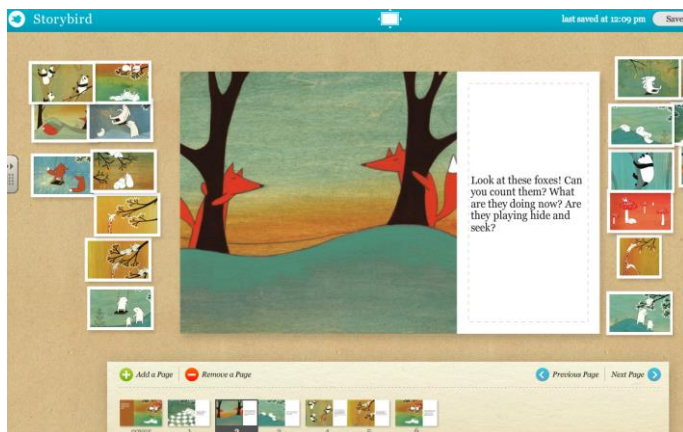 Storybird
last saved at 12:09 pm
Save
Look at these foxes! Can
you count them? What
are they doing now? Are
they playing hide and
seek?
Add a Page
Remove a Page
Previous Page
Next Page